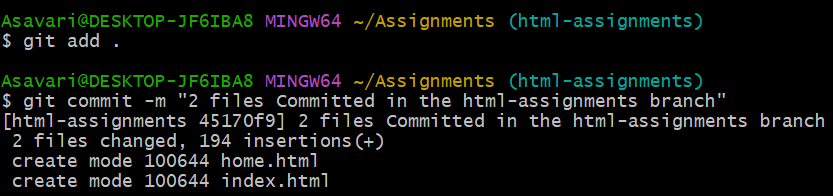 Asavari@DESKTOP-JF6IBA8 MINGW64 ~/Assignments (html-assignments)
$ git add .
Asavari@DESKTOP-JF6IBA8 MINGW64 ~/Assignments (html-assignments)
$ git commit -m "2 files Committed in the html-assignments branch"
[html-assignments 45170f9] 2 files Committed in the html-assignments branch
 2 files changed, 194 insertions(+)
 create mode 100644 home.html
 create mode 100644 index.html